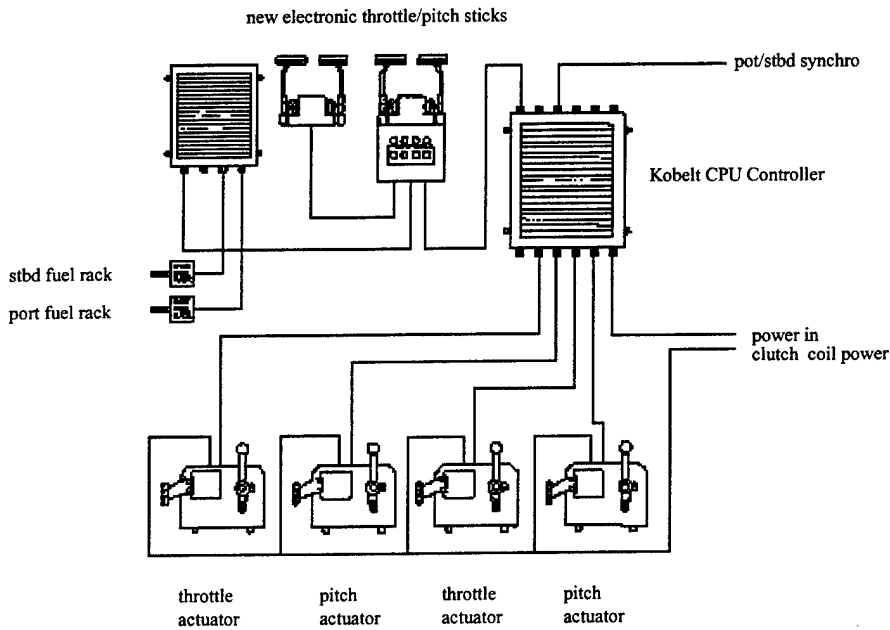 new electronic throttle/pitch sticks
pot/stbd synchro
Kobelt CPU Controller
stbd fuel rack
port fuel rack
power in
clutch coil power
throttle
actuator
pitch
actuator
throttle
actuator
pitch
actuator